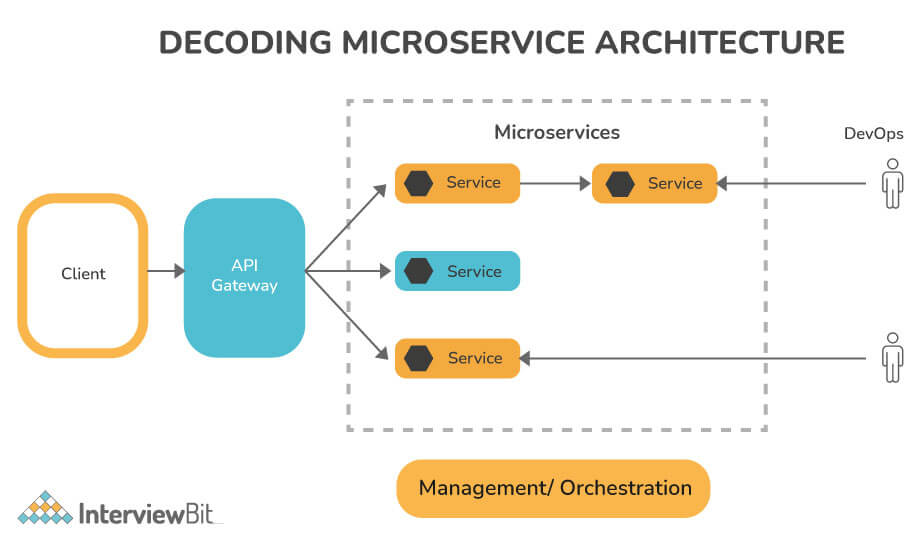 DECODING MICROSERVICE ARCHITECTURE
Microservices
DevOps
Service
Service
Client
API
Gateway
Service
Service
Management/ Orchestration
InterviewBit